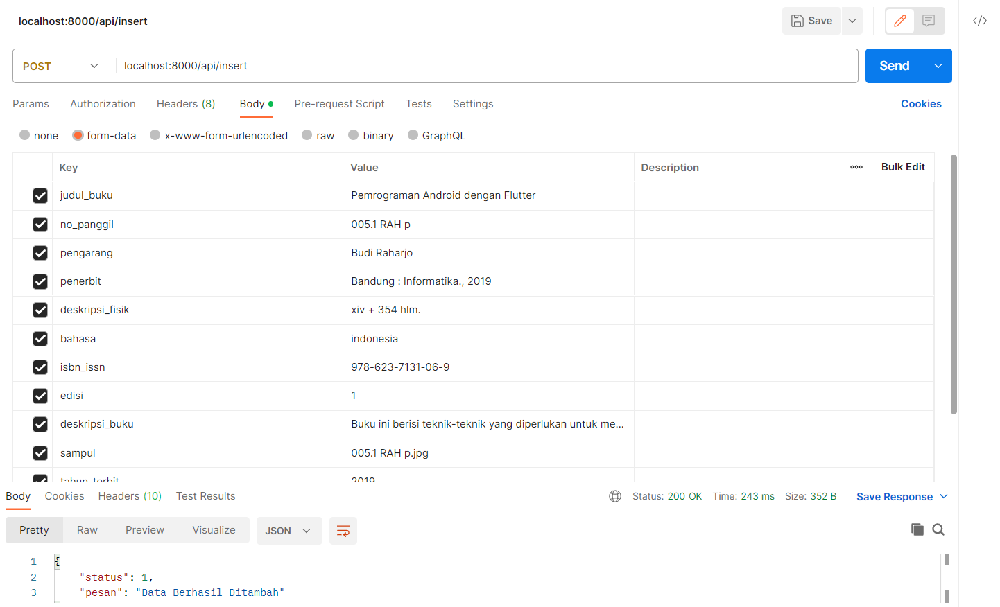 localhost:8000/api/insert
Save
POST
localhost:8000/api/insert
Send
Params Authorization Headers (8) Body Pre-request Script Tests Settings Cookies
none form-data x-www-form-urlencoded raw binary GraphQL
Key Value Description Bulk Edit
judul_buku Pemrograman Android dengan Flutter
no_panggil 005.1 RAH p
pengarang Budi Raharjo
penerbit Bandung : Informatika., 2019
deskripsi_fisik xiv + 354 hlm.
bahasa indonesia
isbn_issn 978-623-7131-06-9
edisi 1
deskripsi_buku Buku ini berisi teknik-teknik yang diperlukan untuk me...
sampul 005.1 RAH p.jpg
tahun_terbit 2019
Body Cookies Headers (10) Test Results Status: 200 OK Time: 243 ms Size: 352 B Save Response
Pretty Raw Preview Visualize JSON
1 {
2 "status": 1,
3 "pesan": "Data Berhasil Ditambah"